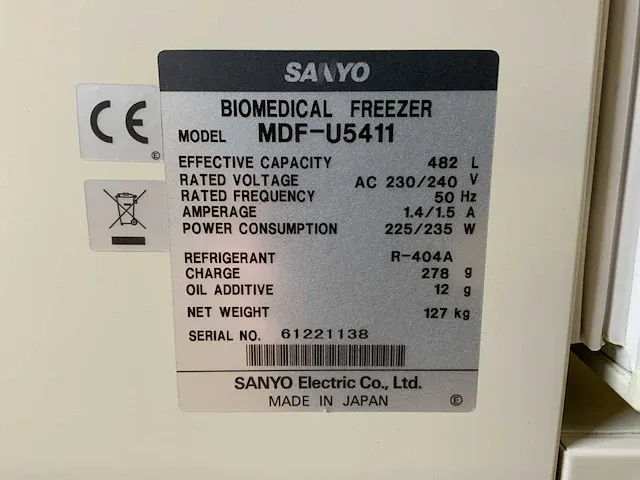 SANYO
BIOMEDICAL FREEZER
MODEL MDF-U5411
EFFECTIVE CAPACITY 482 L
RATED VOLTAGE AC 230/240 V
RATED FREQUENCY 50 Hz
AMPERAGE 1.4/1.5 A
POWER CONSUMPTION 225/235 W
REFRIGERANT R-404A
CHARGE 278 g
OIL ADDITIVE 12 g
NET WEIGHT 127 kg
SERIAL NO. 61221138
SANYO Electric Co., Ltd.
MADE IN JAPAN Ⓔ
CE
Ⓔ